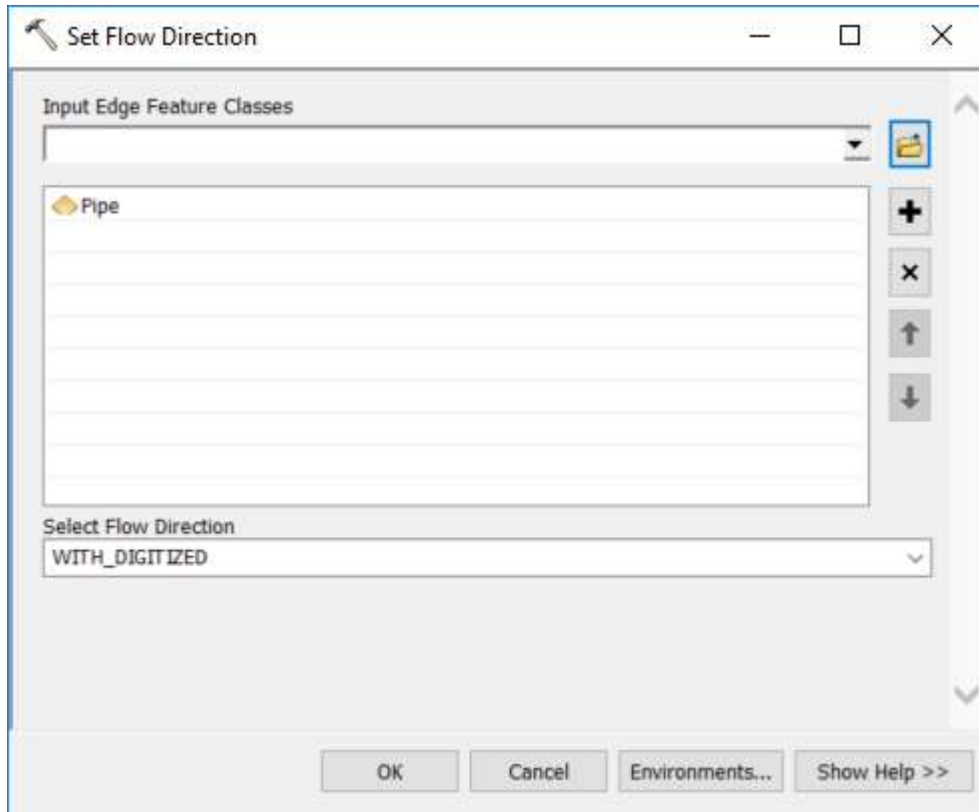 Set Flow Direction
Input Edge Feature Classes
Pipe
Select Flow Direction
WITH_DIGITIZED
OK Cancel Environments... Show Help >>